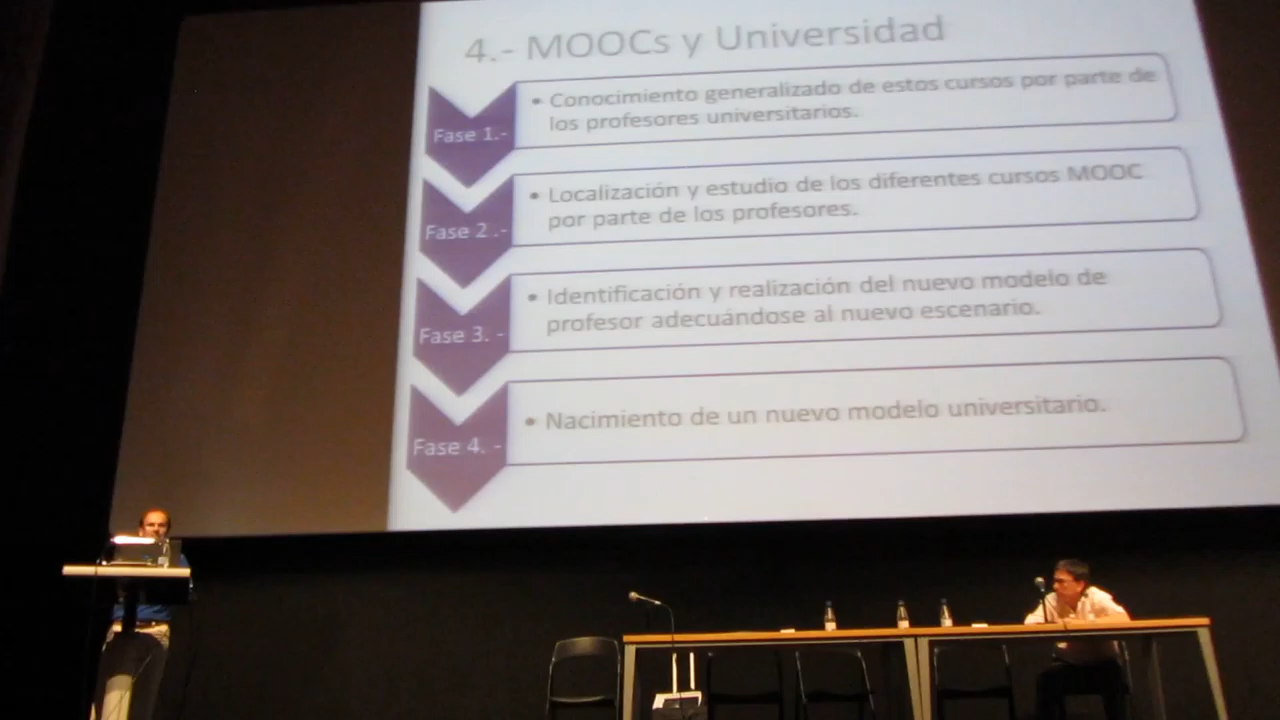 4.- MOOCs y Universidad
Fase 1.-
• Conocimiento generalizado de estos cursos por parte de
los profesores universitarios.
Fase 2 .-
• Localización y estudio de los diferentes cursos MOOC
por parte de los profesores.
Fase 3. -
• Identificación y realización del nuevo modelo de
profesor adecuándose al nuevo escenario.
Fase 4. -
• Nacimiento de un nuevo modelo universitario.